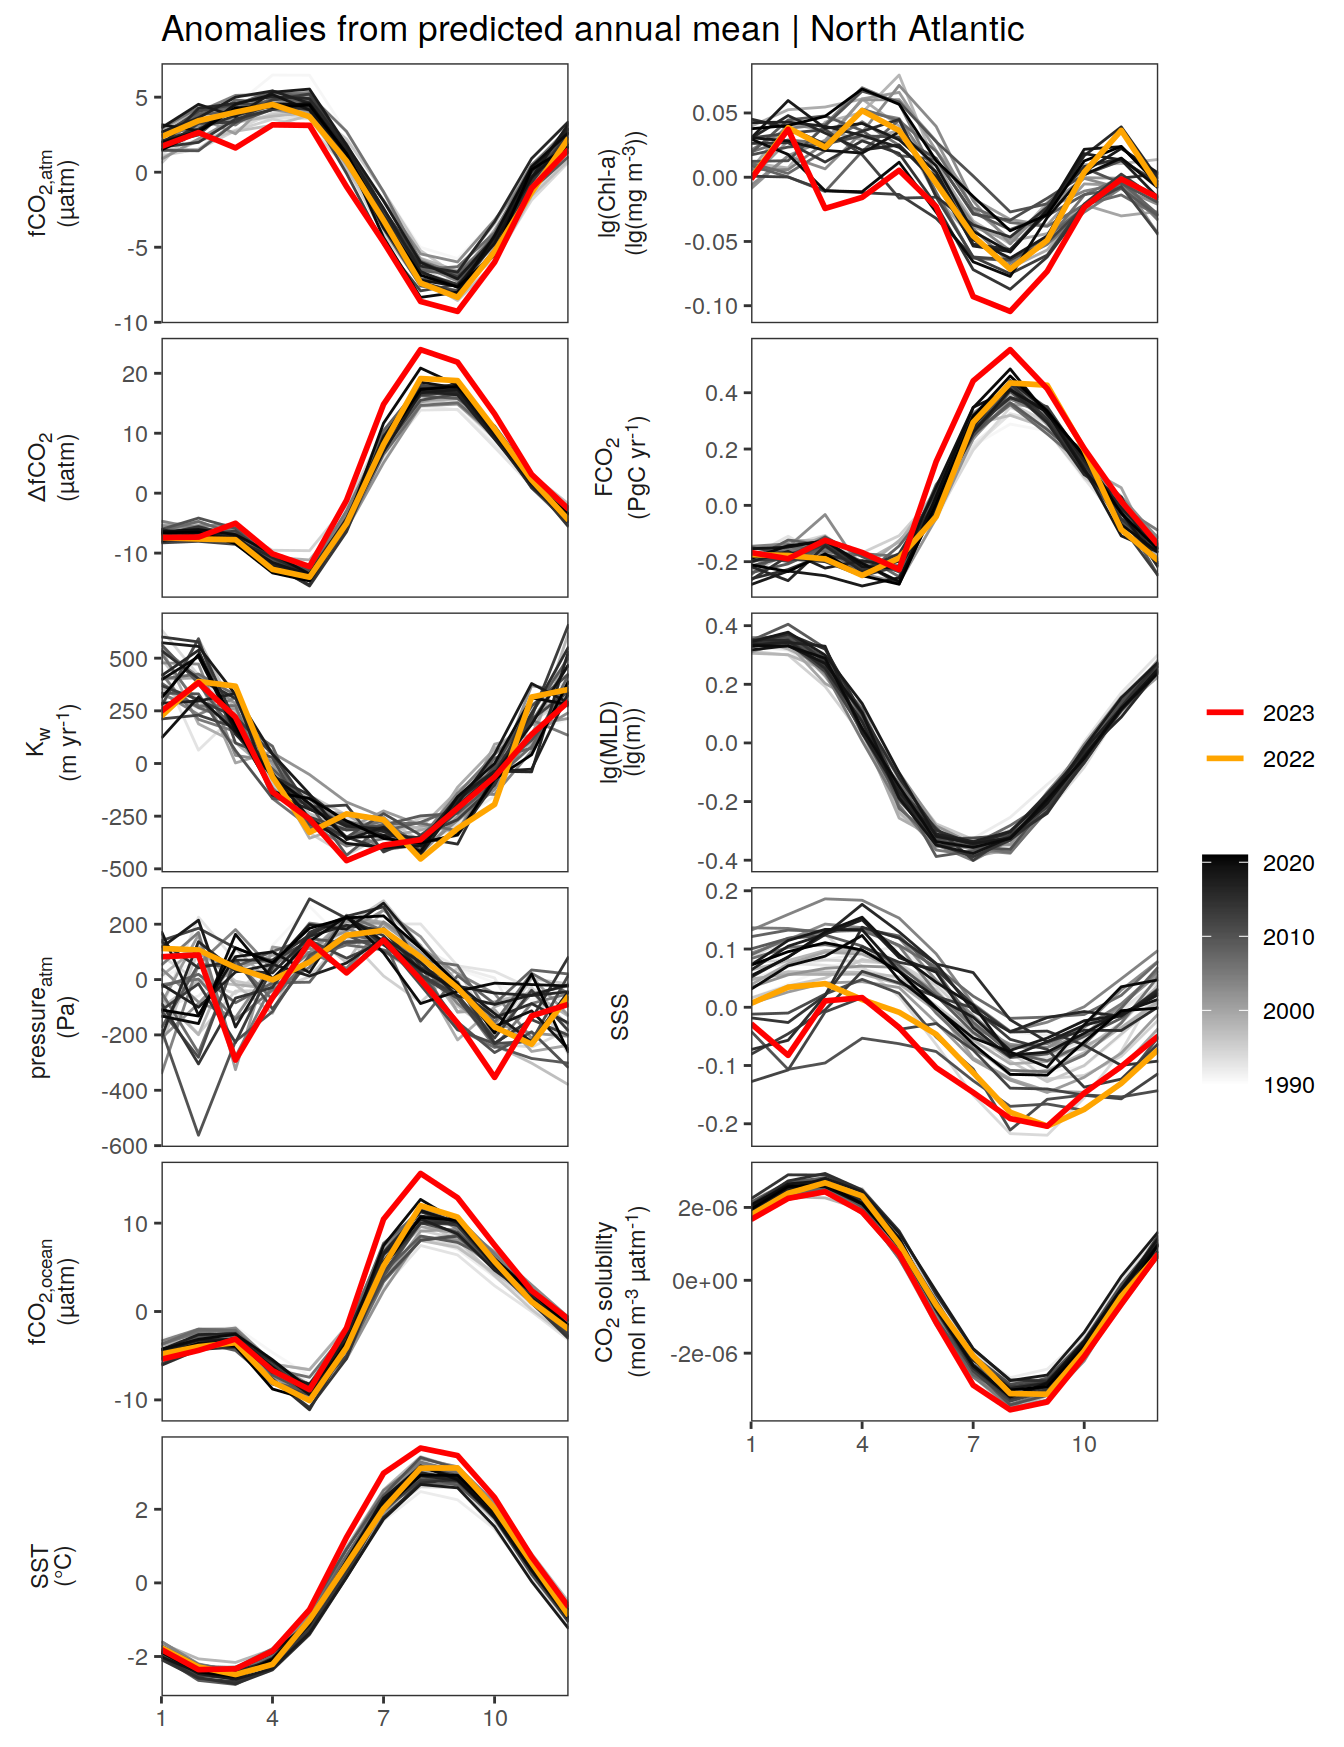 Anomalies from predicted annual mean | North Atlantic
fCO2,atm
(µatm)
5
0
-5
-10
lg(Chl-a)
(lg(mg m-3))
0.05
0.00
-0.05
-0.10
ΔfCO2
(µatm)
20
10
0
-10
FCO2
(PgC yr-1)
0.4
0.2
0.0
-0.2
Kw
(m yr-1)
500
250
0
-250
-500
lg(MLD)
(lg(m))
0.4
0.2
0.0
-0.2
-0.4
pressureatm
(Pa)
200
0
-200
-400
-600
SSS
0.2
0.1
0.0
-0.1
-0.2
fCO2,ocean
(µatm)
10
0
-10
CO2 solubility
(mol m-3 µatm-1)
2e-06
0e+00
-2e-06
1 4 7 10
SST
(°C)
2
0
-2
1 4 7 10
2023
2022
2020
2010
2000
1990